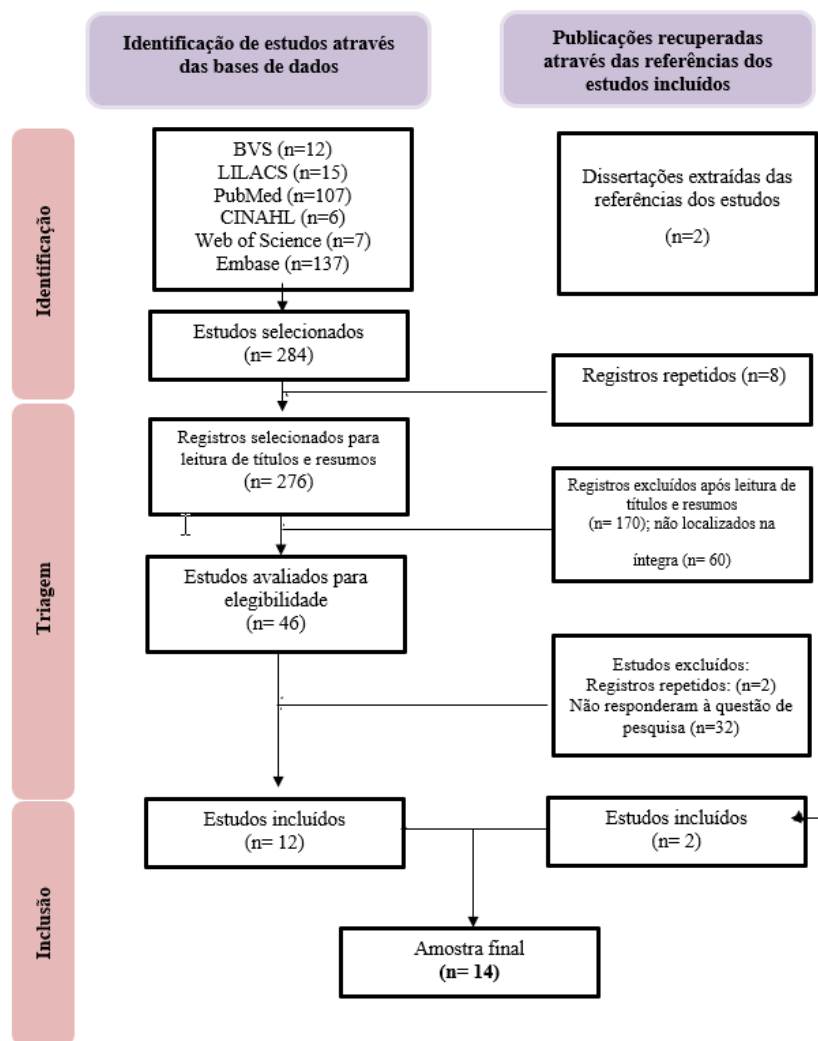 Identificação de estudos através
das bases de dados
Publicações recuperadas
através das referências dos
estudos incluídos
Identificação
BVS (n=12)
LILACS (n=15)
PubMed (n=107)
CINAHL (n=6)
Web of Science (n=7)
Embase (n=137)
Dissertações extraídas das
referências dos estudos
(n=2)
Estudos selecionados
(n= 284)
Registros repetidos (n=8)
Triagem
Registros selecionados para
leitura de títulos e resumos
(n= 276)
Registros excluídos após leitura de
títulos e resumos
(n= 170); não localizados na
íntegra (n= 60)
Estudos avaliados para
elegibilidade
(n= 46)
Estudos excluídos:
Registros repetidos: (n=2)
Não responderam à questão de
pesquisa (n=32)
Inclusão
Estudos incluídos
(n= 12)
Estudos incluídos
(n= 2)
Amostra final
(n= 14)